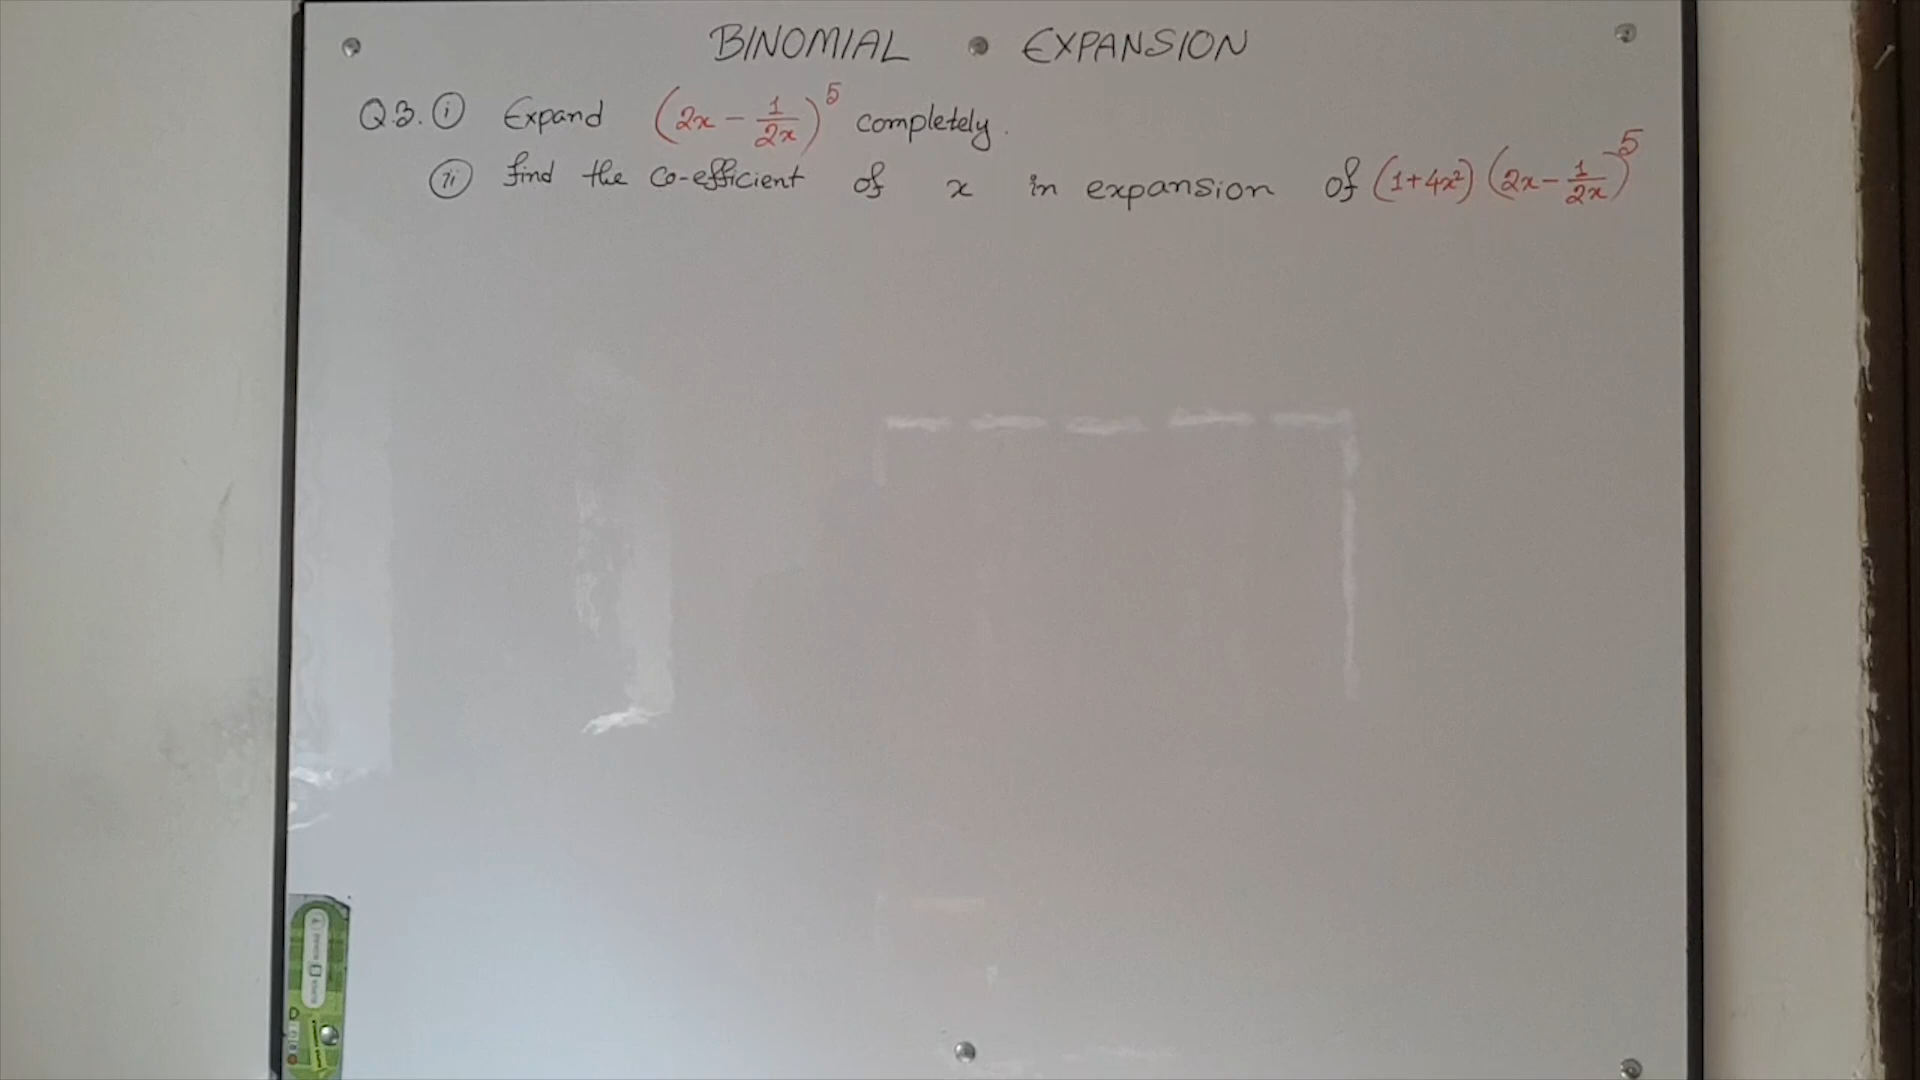 BINOMIAL EXPANSION
Q.3. (i) Expand (2x - 1/2x)^5 completely.
(ii) find the co-efficient of x in expansion of (1+4x²) (2x - 1/2x)^5